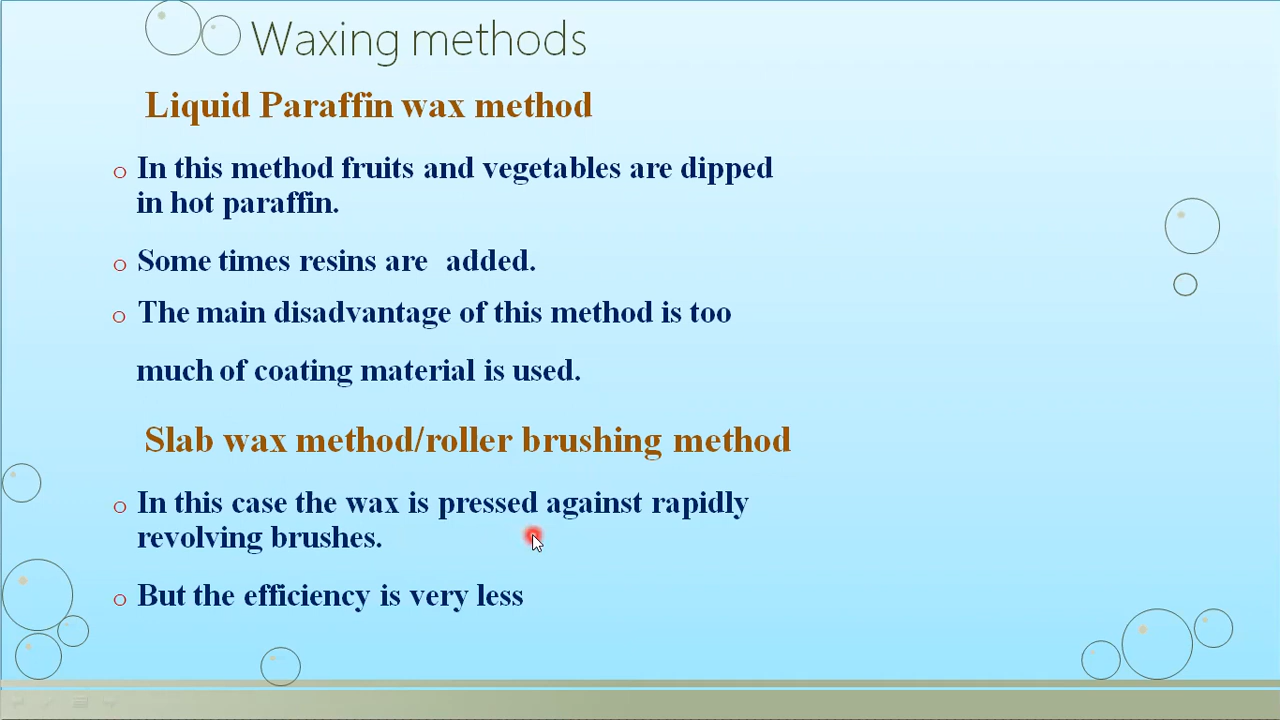 Waxing methods
Liquid Paraffin wax method
In this method fruits and vegetables are dipped
in hot paraffin.
Some times resins are added.
The main disadvantage of this method is too
much of coating material is used.
Slab wax method/roller brushing method
In this case the wax is pressed against rapidly
revolving brushes.
But the efficiency is very less